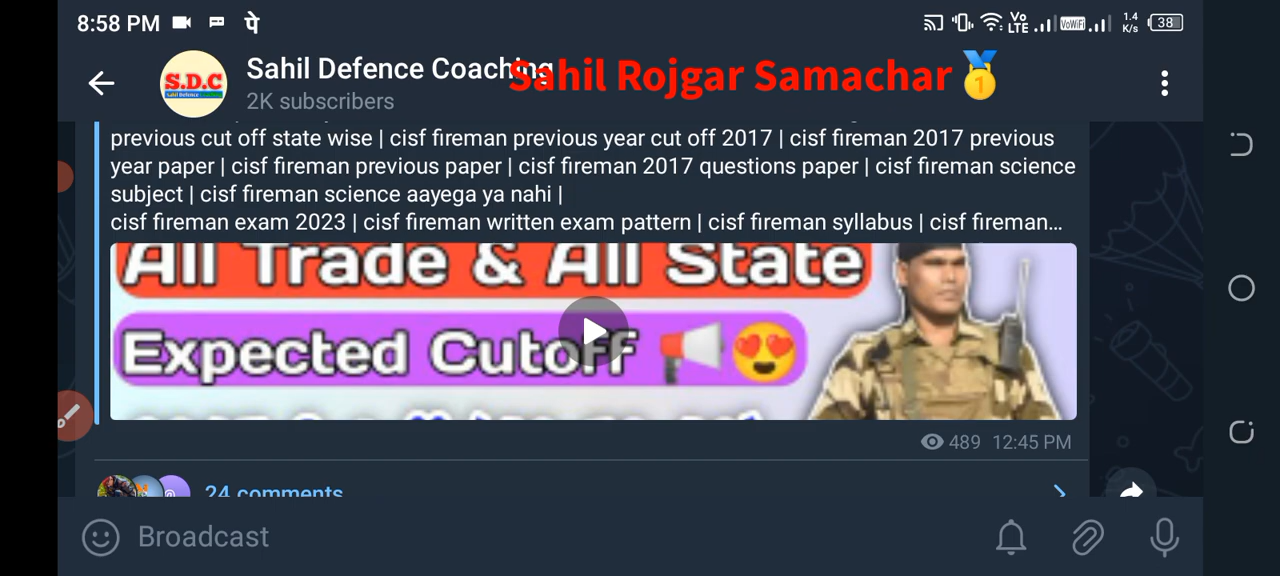 8:58 PM पे Vo LTE VoWiFi 1.4 K/s 38
S.D.C
Sahil Defence Coaching
Sahil Rojgar Samachar
1
2K subscribers
previous cut off state wise | cisf fireman previous year cut off 2017 | cisf fireman 2017 previous
year paper | cisf fireman previous paper | cisf fireman 2017 questions paper | cisf fireman science
subject | cisf fireman science aayega ya nahi |
cisf fireman exam 2023 | cisf fireman written exam pattern | cisf fireman syllabus | cisf fireman...
All Trade & All State
Expected Cutoff
489 12:45 PM
24 comments
Broadcast